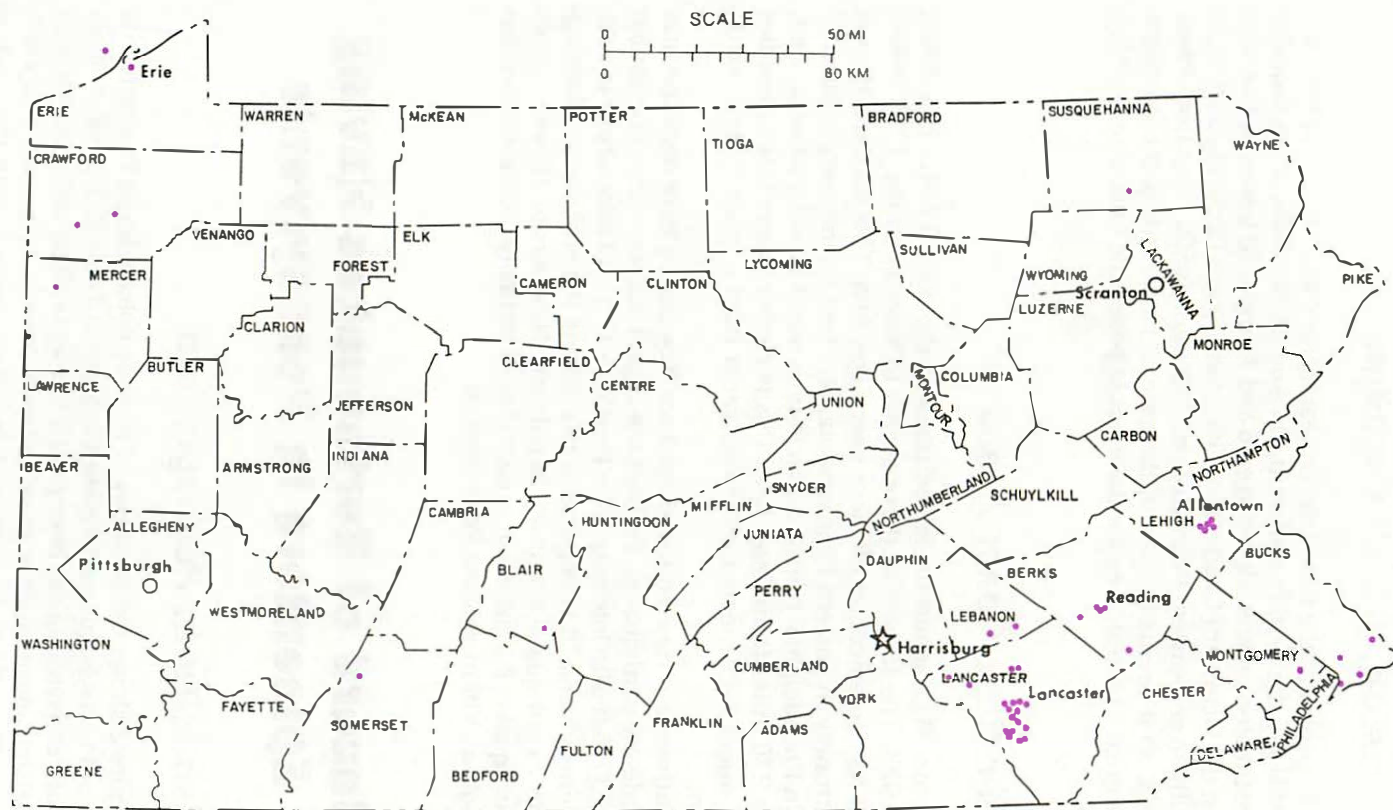 SCALE
0 50 MI
0 80 KM
Erie
ERIE
WARREN
McKEAN
POTTER
TIOGA
BRADFORD
SUSQUEHANNA
WAYNE
CRAWFORD
VENANGO
ELK
SULLIVAN
WYOMING
LACKAWANNA
PIKE
MERCER
FOREST
CAMERON
CLINTON
LYCOMING
Scranton
LUZERNE
CLARION
MONROE
LAWRENCE
BUTLER
CLEARFIELD
CENTRE
COLUMBIA
JEFFERSON
UNION
MONTOUR
CARBON
BEAVER
ARMSTRONG
INDIANA
NORTHAMPTON
SNYDER
NORTHUMBERLAND
SCHUYLKILL
ALLEGHENY
CAMBRIA
HUNTINGDON
MIFFLIN
JUNIATA
Allentown
LEHIGH
BUCKS
Pittsburgh
BLAIR
DAUPHIN
BERKS
PERRY
Reading
WESTMORELAND
LEBANON
WASHINGTON
Harrisburg
CUMBERLAND
LANCASTER
Lancaster
MONTGOMERY
CHESTER
PHILADELPHIA
FAYETTE
SOMERSET
FRANKLIN
YORK
ADAMS
DELAWARE
GREENE
BEDFORD
FULTON